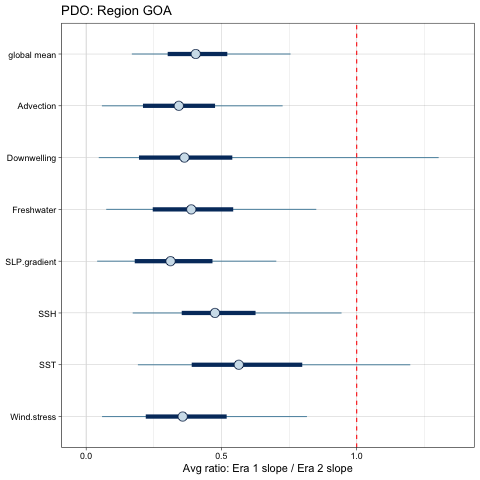 PDO: Region GOA
global mean
Advection
Downwelling
Freshwater
SLP.gradient
SSH
SST
Wind.stress
0.0
0.5
1.0
Avg ratio: Era 1 slope / Era 2 slope